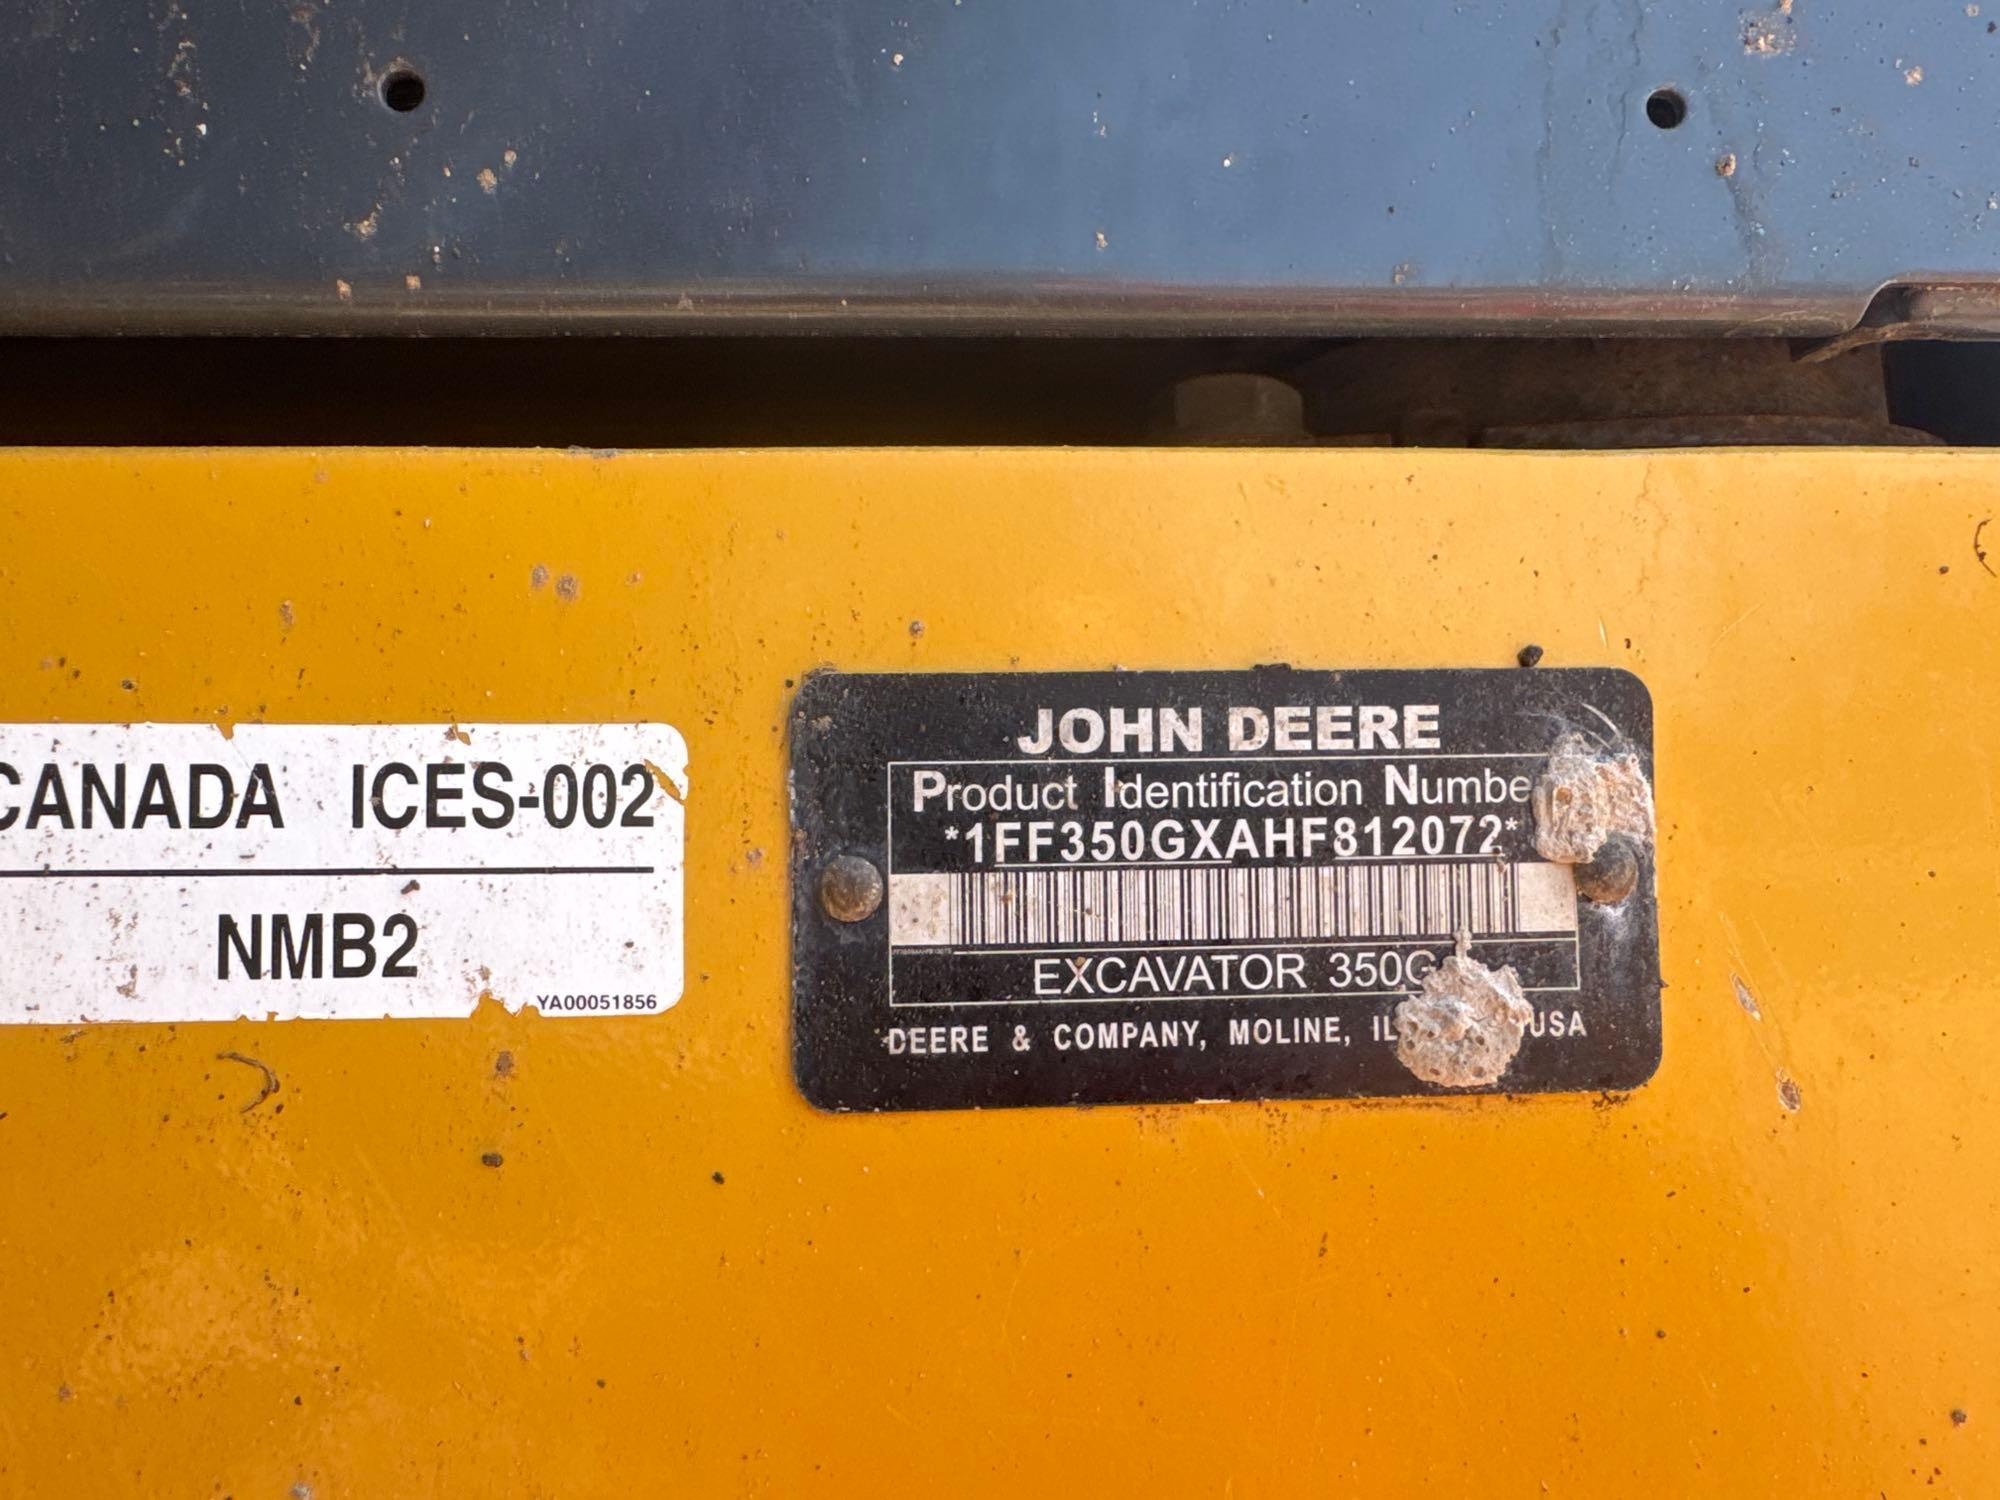 CANADA ICES-002
NMB2
YA00051856
JOHN DEERE
Product Identification Numbe
*1FF350GXAHF812072*
EXCAVATOR 350G
DEERE & COMPANY, MOLINE, IL USA